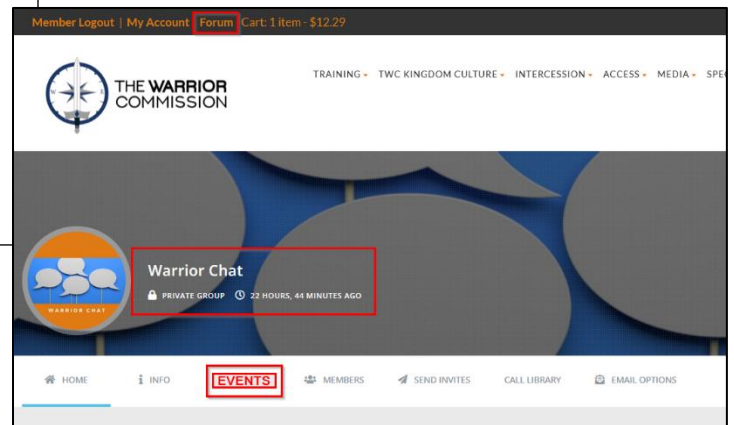 Member Logout | My Account Forum Cart: 1 item - $12.29
THE WARRIOR
COMMISSION
TRAINING TWC KINGDOM CULTURE INTERCESSION ACCESS MEDIA SPEC
Warrior Chat
PRIVATE GROUP 22 HOURS, 44 MINUTES AGO
WARRIOR CHAT
HOME INFO EVENTS MEMBERS SEND INVITES CALL LIBRARY EMAIL OPTIONS